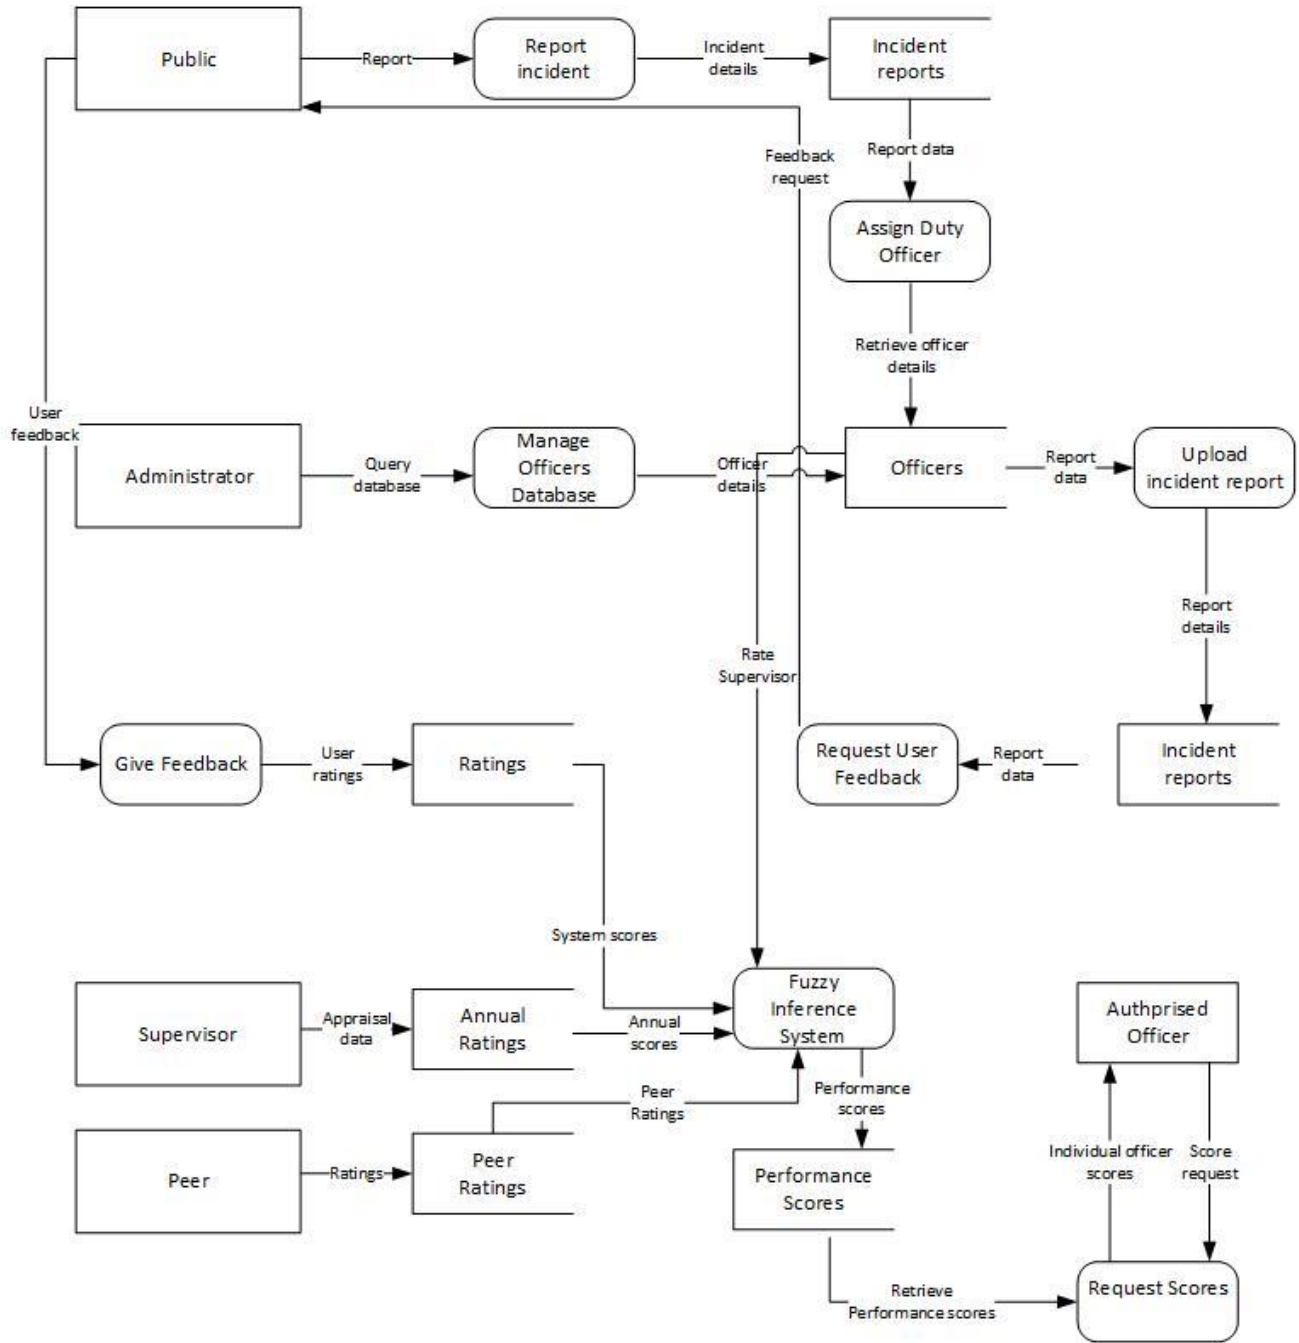 Public
Report
Report
incident
Incident
details
Incident
reports
Report data
Feedback
request
Assign Duty
Officer
Retrieve officer
details
User
feedback
Administrator
Query
database
Manage
Officers
Database
Officer
details
Officers
Report
data
Upload
incident report
Report
details
Rate
Supervisor
Give Feedback
User
ratings
Ratings
Request User
Feedback
Report
data
Incident
reports
System scores
Supervisor
Appraisal
data
Annual
Ratings
Annual
scores
Fuzzy
Inference
System
Authprised
Officer
Peer
Ratings
Performance
scores
Peer
Ratings
Peer
Ratings
Performance
Scores
Individual officer
scores
Score
request
Retrieve
Performance scores
Request Scores